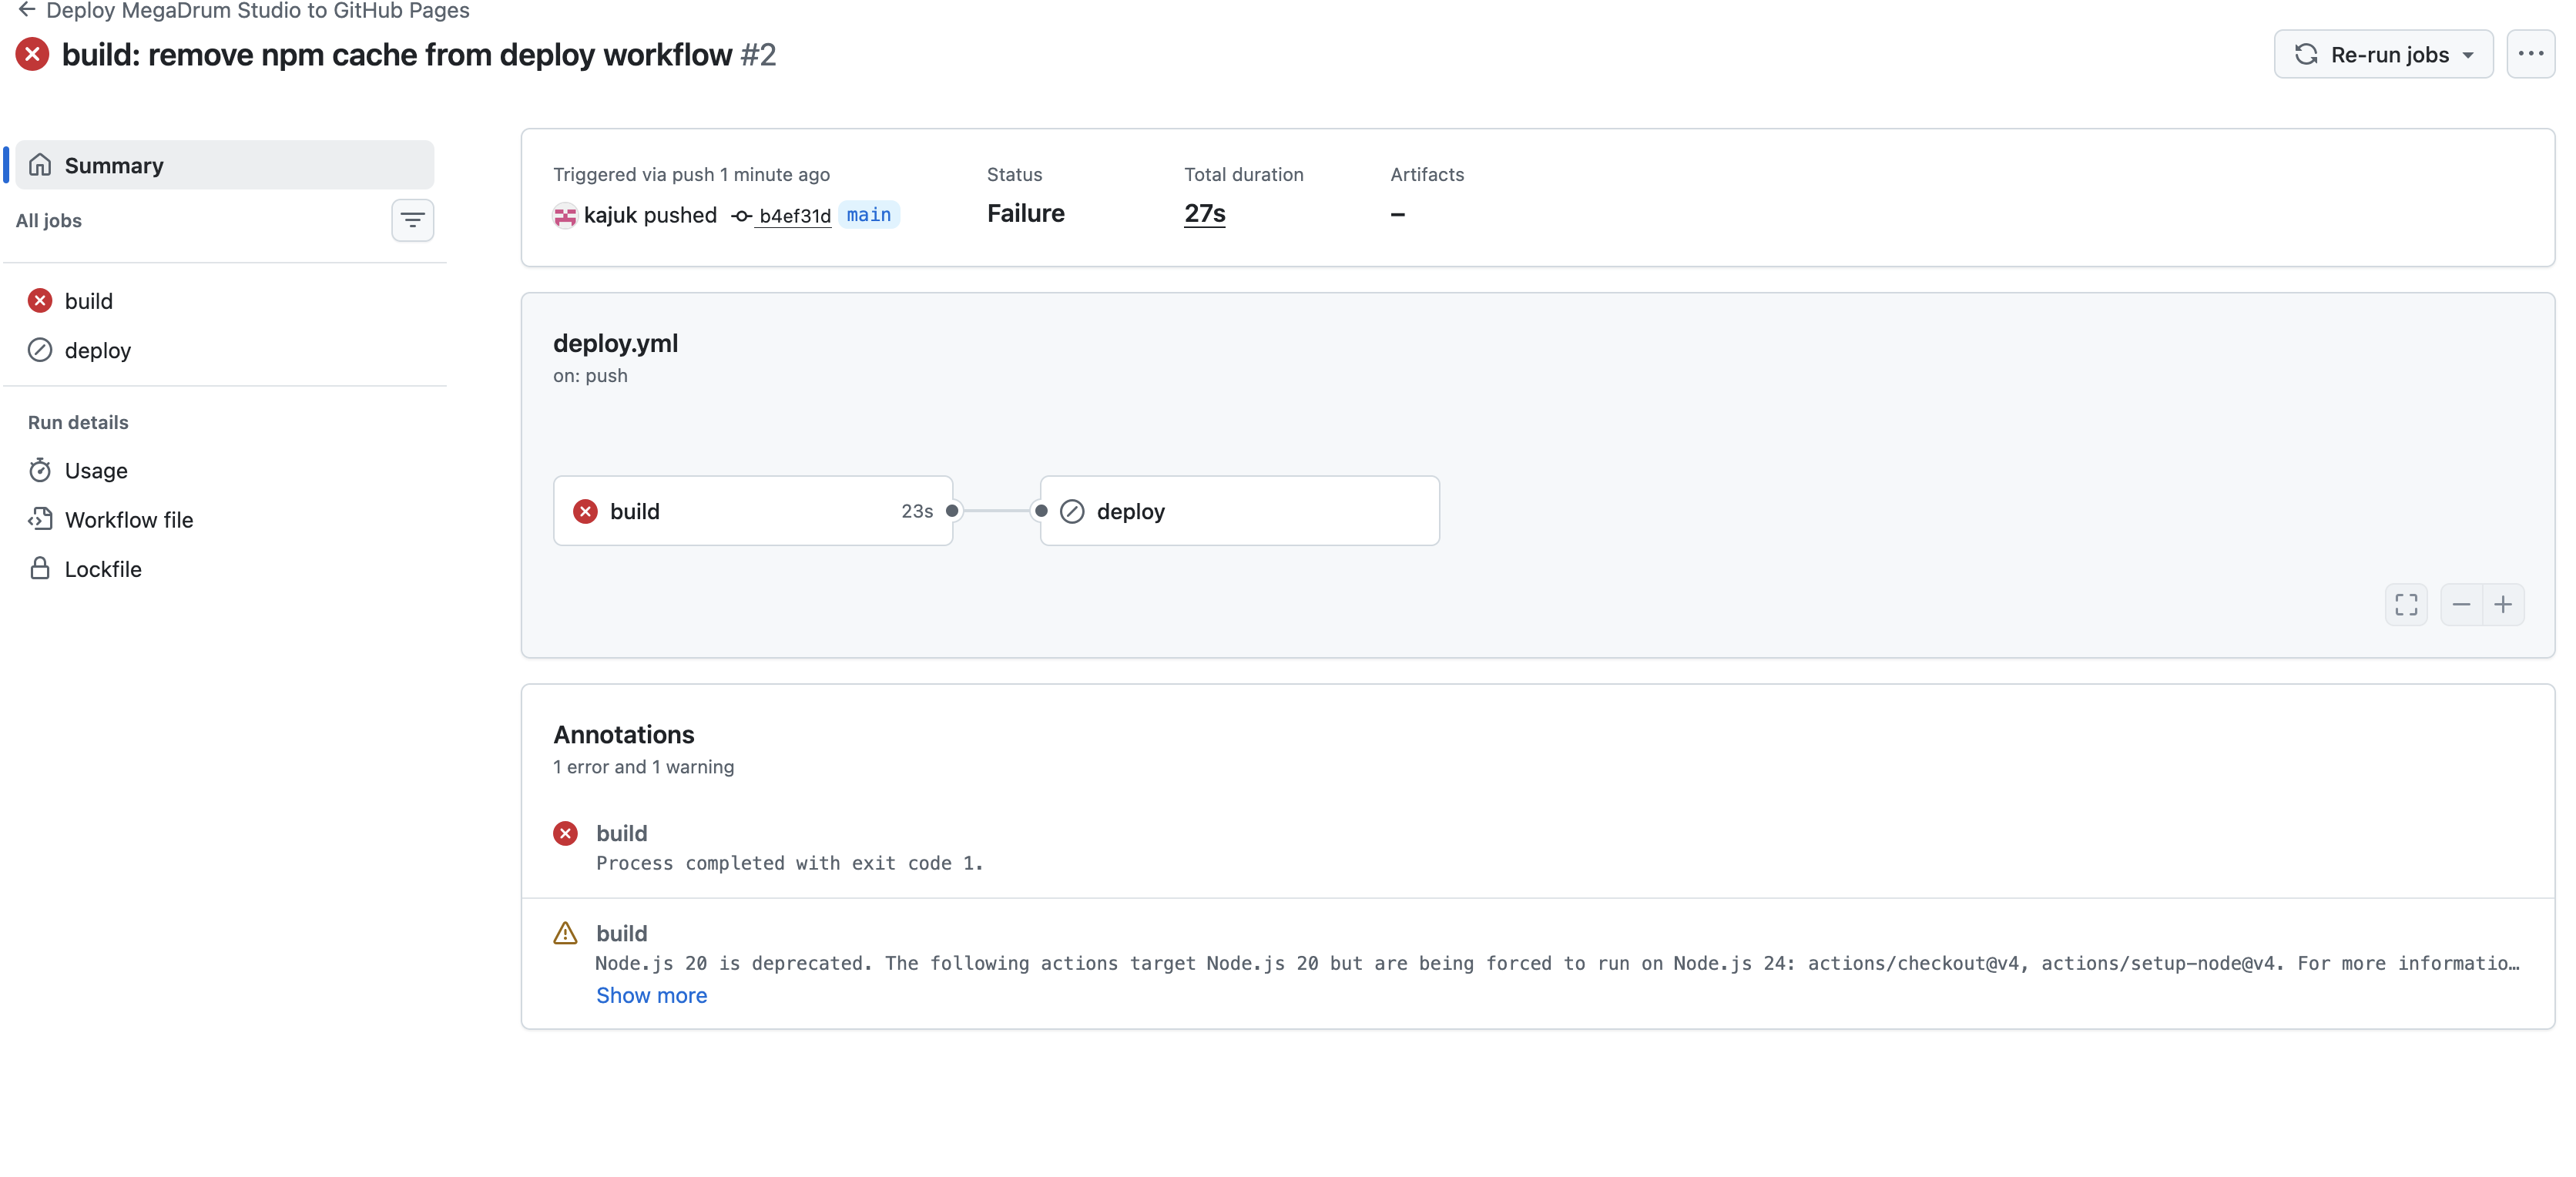 Deploy MegaDrum Studio to GitHub Pages
build: remove npm cache from deploy workflow #2
Re-run jobs
Summary
All jobs
build
deploy
Run details
Usage
Workflow file
Lockfile
Triggered via push 1 minute ago
kajuk pushed b4ef31d main
Status
Failure
Total duration
27s
Artifacts
–
deploy.yml
on: push
build 23s
deploy
Annotations
1 error and 1 warning
build
Process completed with exit code 1.
build
Node.js 20 is deprecated. The following actions target Node.js 20 but are being forced to run on Node.js 24: actions/checkout@v4, actions/setup-node@v4. For more informatio…
Show more